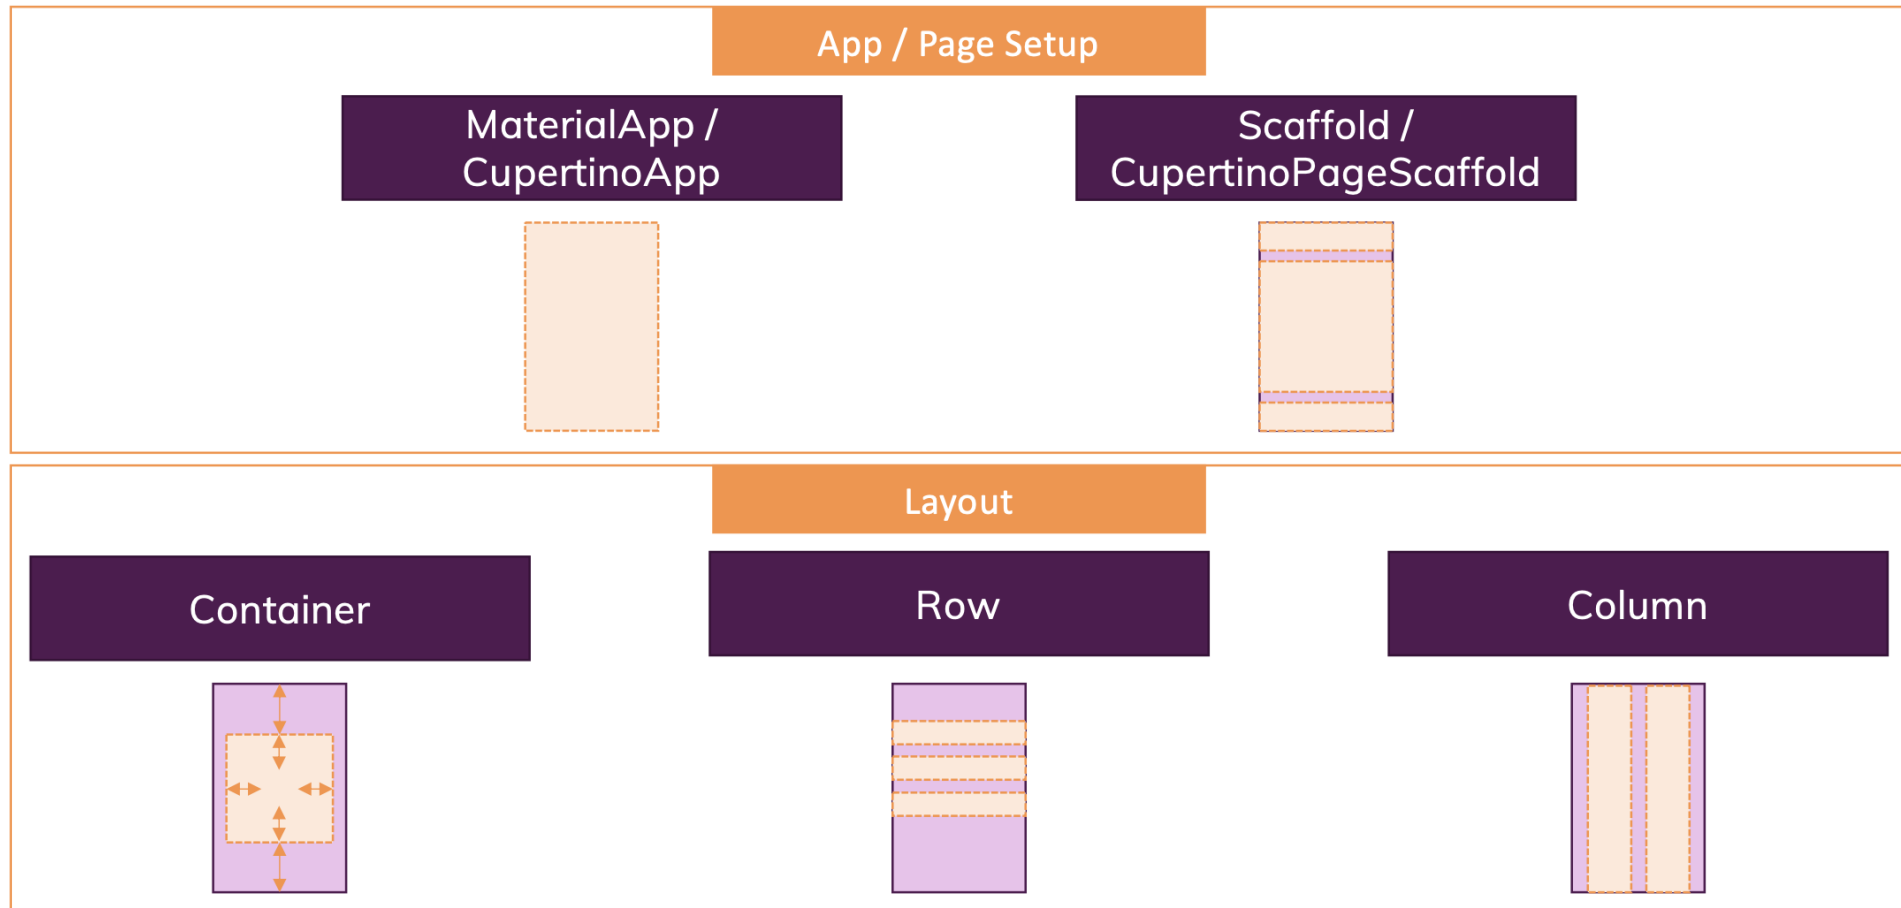 App / Page Setup
MaterialApp /
CupertinoApp
Scaffold /
CupertinoPageScaffold
Layout
Container
Row
Column